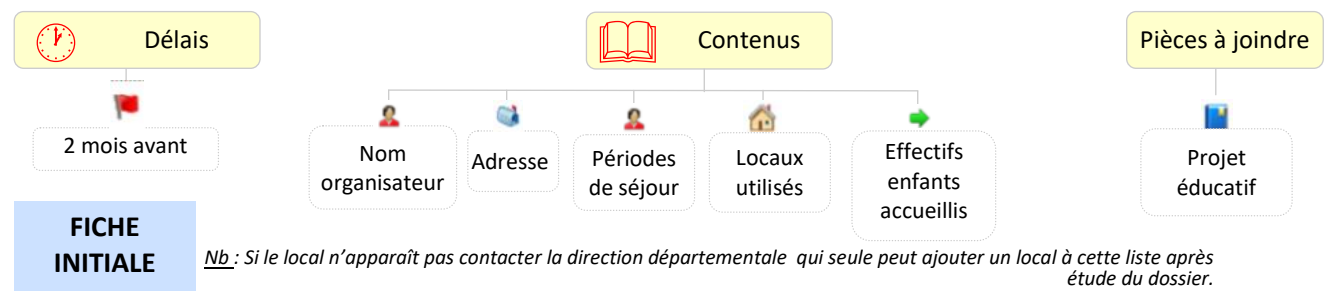 Délais
Contenus
Pièces à joindre
2 mois avant
Nom
organisateur
Adresse
Périodes
de séjour
Locaux
utilisés
Effectifs
enfants
accueillis
Projet
éducatif
FICHE
INITIALE
Nb : Si le local n’apparaît pas contacter la direction départementale qui seule peut ajouter un local à cette liste après
étude du dossier.